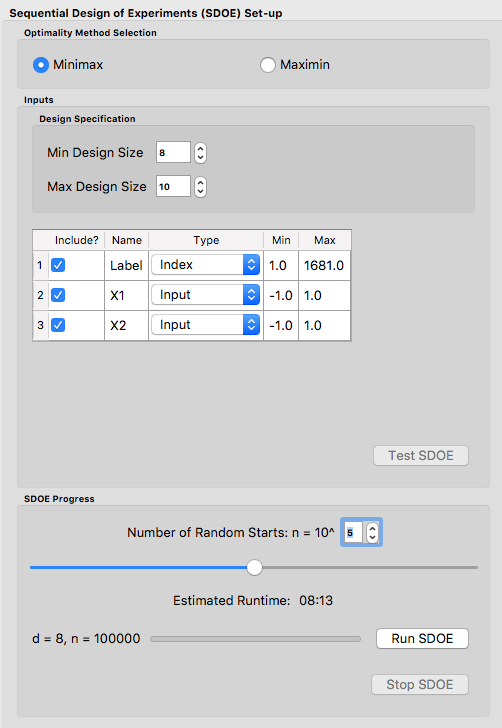 Sequential Design of Experiments (SDOE) Set-up
Optimality Method Selection
Minimax Maximin
Inputs
Design Specification
Min Design Size 8
Max Design Size 10
Include? Name Type Min Max
1 Label Index 1.0 1681.0
2 X1 Input -1.0 1.0
3 X2 Input -1.0 1.0
Test SDOE
SDOE Progress
Number of Random Starts: n = 10^ 5
Estimated Runtime: 08:13
d = 8, n = 100000 Run SDOE
Stop SDOE